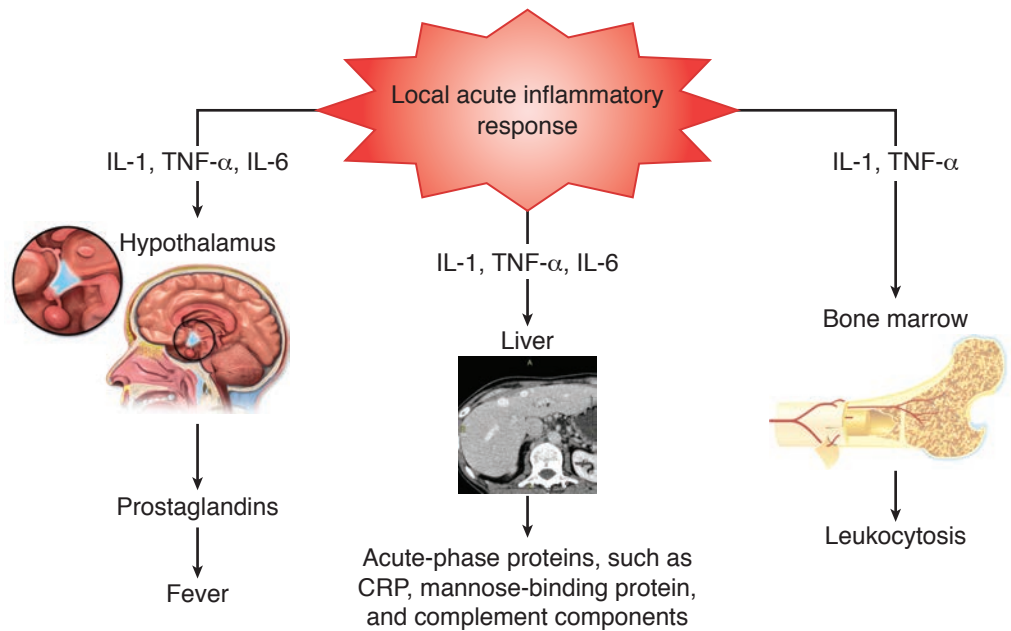 Local acute inflammatory
response
IL-1, TNF-α, IL-6
Hypothalamus
Prostaglandins
Fever
IL-1, TNF-α, IL-6
Liver
A
Acute-phase proteins, such as
CRP, mannose-binding protein,
and complement components
IL-1, TNF-α
Bone marrow
Leukocytosis